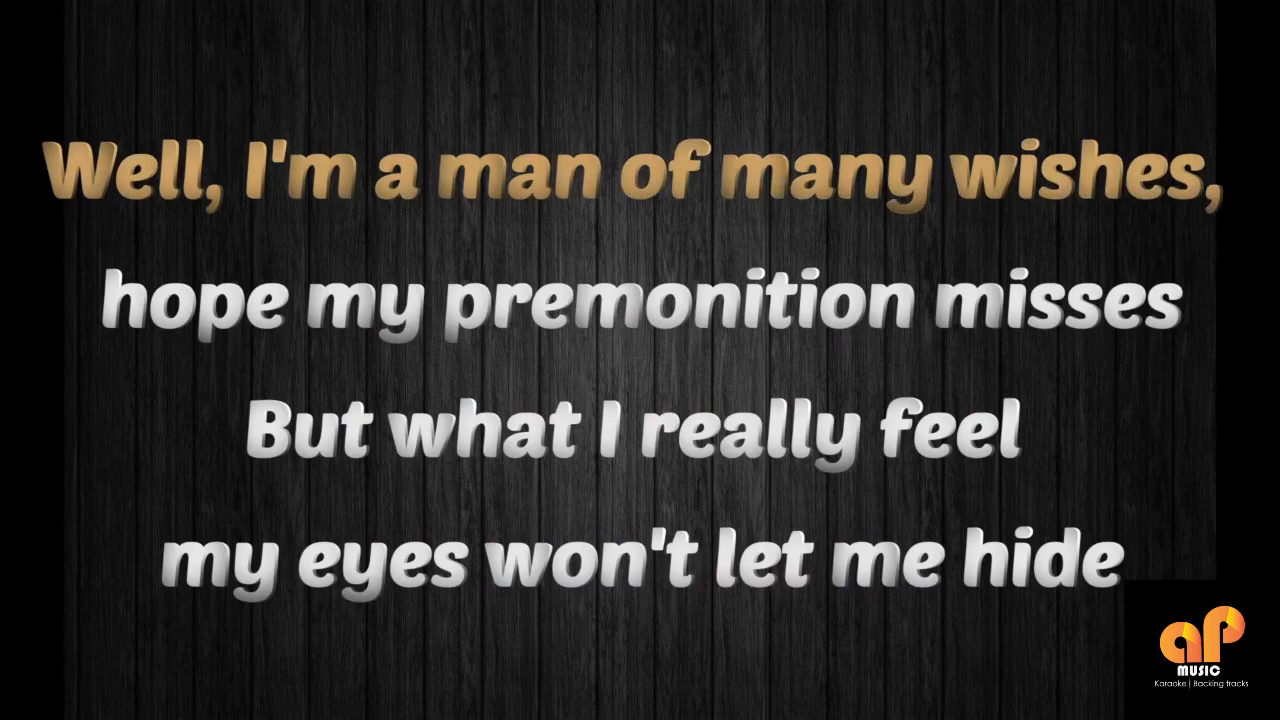 Well, I'm a man of many wishes,
hope my premonition misses
But what I really feel
my eyes won't let me hide
aP
MUSIC
Karaoke | Backing tracks